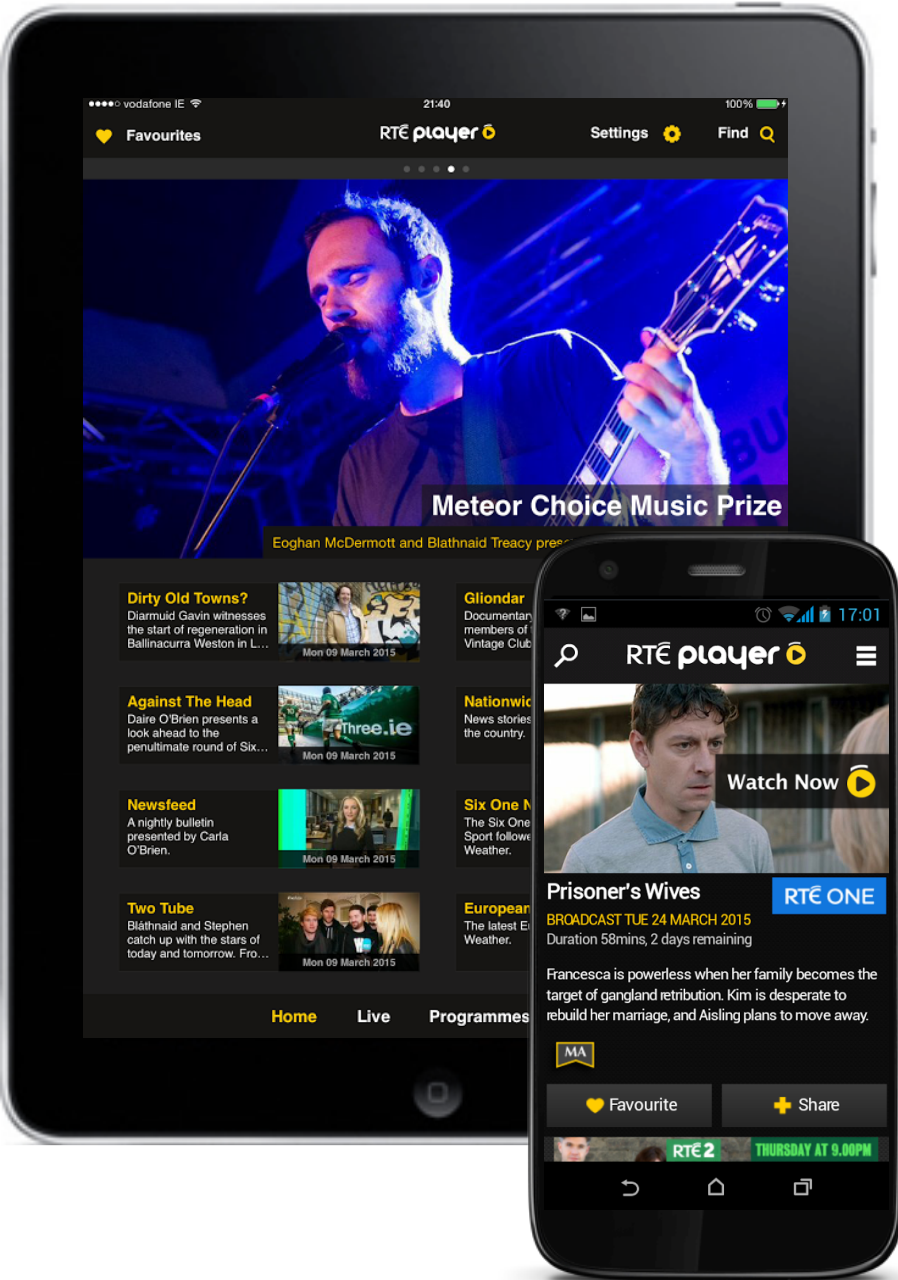 vodafone IE
21:40
100%
Favourites
RTÉ player
Settings
Find
Meteor Choice Music Prize
Eoghan McDermott and Blathnaid Treacy
Dirty Old Towns?
Diarmuid Gavin witnesses
the start of regeneration in
Ballinacurra Weston in L...
Mon 09 March 2015
Gliondar
Documentary
members of
Vintage Club
Against The Head
Daire O'Brien presents a
look ahead to the
penultimate round of Six...
Three.ie
Mon 09 March 2015
News stories
the country.
Newsfeed
A nightly bulletin
presented by Carla
O'Brien.
Mon 09 March 2015
Six One N
The Six One
Sport followe
Weather.
Two Tube
Bláthnaid and Stephen
catch up with the stars of
today and tomorrow. Fro...
Mon 09 March 2015
European
The latest E
Weather.
Home
Live
Programmes
17:01
RTÉ player
Watch Now
Prisoner's Wives
RTÉ ONE
BROADCAST TUE 24 MARCH 2015
Duration 58mins, 2 days remaining
Francesca is powerless when her family becomes the
target of gangland retribution. Kim is desperate to
rebuild her marriage, and Aisling plans to move away.
MA
Favourite
Share
RTÉ 2
THURSDAY AT 9.00PM